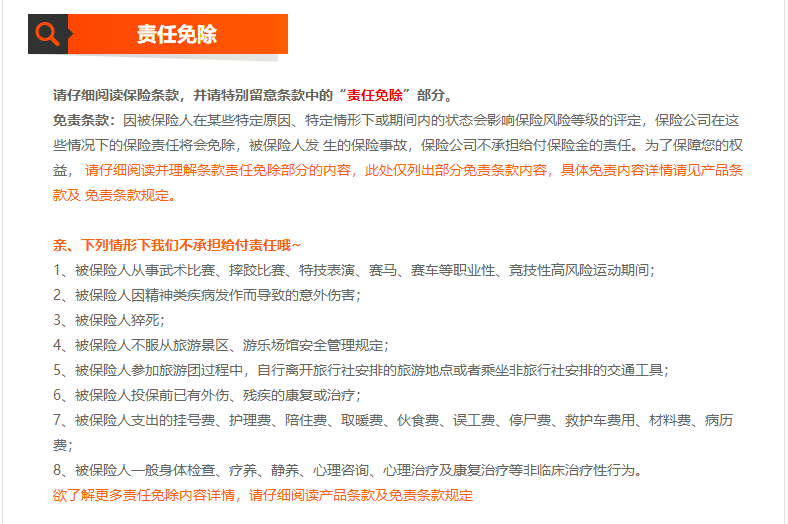 责任免除
请仔细阅读保险条款，并请特别留意条款中的“责任免除”部分。
免责条款：因被保险人在某些特定原因、特定情形下或期间内的状态会影响保险风险等级的评定，保险公司在这
些情况下的保险责任将会免除，被保险人发 生的保险事故，保险公司不承担给付保险金的责任。为了保障您的权
益， 请仔细阅读并理解条款责任免除部分的内容，此处仅列出部分免责条款内容，具体免责内容详情请见产品条
款及 免责条款规定。
亲、下列情形下我们不承担给付责任哦~
1、被保险人从事武术比赛、摔跤比赛、特技表演、赛马、赛车等职业性、竞技性高风险运动期间；
2、被保险人因精神类疾病发作而导致的意外伤害；
3、被保险人猝死；
4、被保险人不服从旅游景区、游乐场馆安全管理规定；
5、被保险人参加旅游团过程中，自行离开旅行社安排的旅游地点或者乘坐非旅行社安排的交通工具；
6、被保险人投保前已有外伤、残疾的康复或治疗；
7、被保险人支出的挂号费、护理费、陪住费、取暖费、伙食费、误工费、停尸费、救护车费用、材料费、病历
费；
8、被保险人一般身体检查、疗养、静养、心理咨询、心理治疗及康复治疗等非临床治疗性行为。
欲了解更多责任免除内容详情，请仔细阅读产品条款及免责条款规定